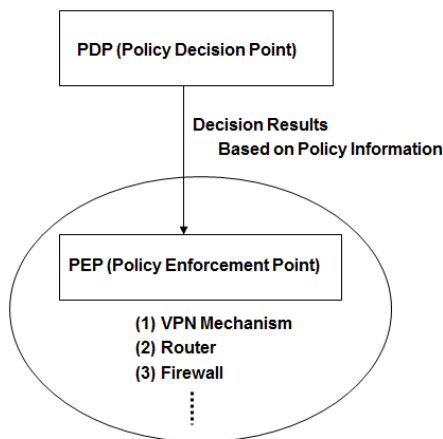 PDP (Policy Decision Point)
Decision Results
Based on Policy Information
PEP (Policy Enforcement Point)
(1) VPN Mechanism
(2) Router
(3) Firewall